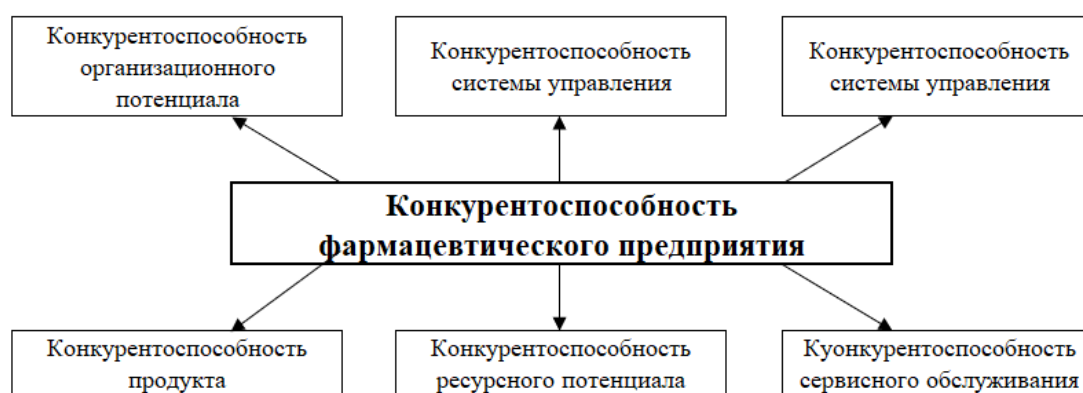 Конкурентоспособность
организационного
потенциала
Конкурентоспособность
системы управления
Конкурентоспособность
системы управления
Конкурентоспособность
фармацевтического предприятия
Конкурентоспособность
продукта
Конкурентоспособность
ресурсного потенциала
Куонкурентоспособность
сервисного обслуживания